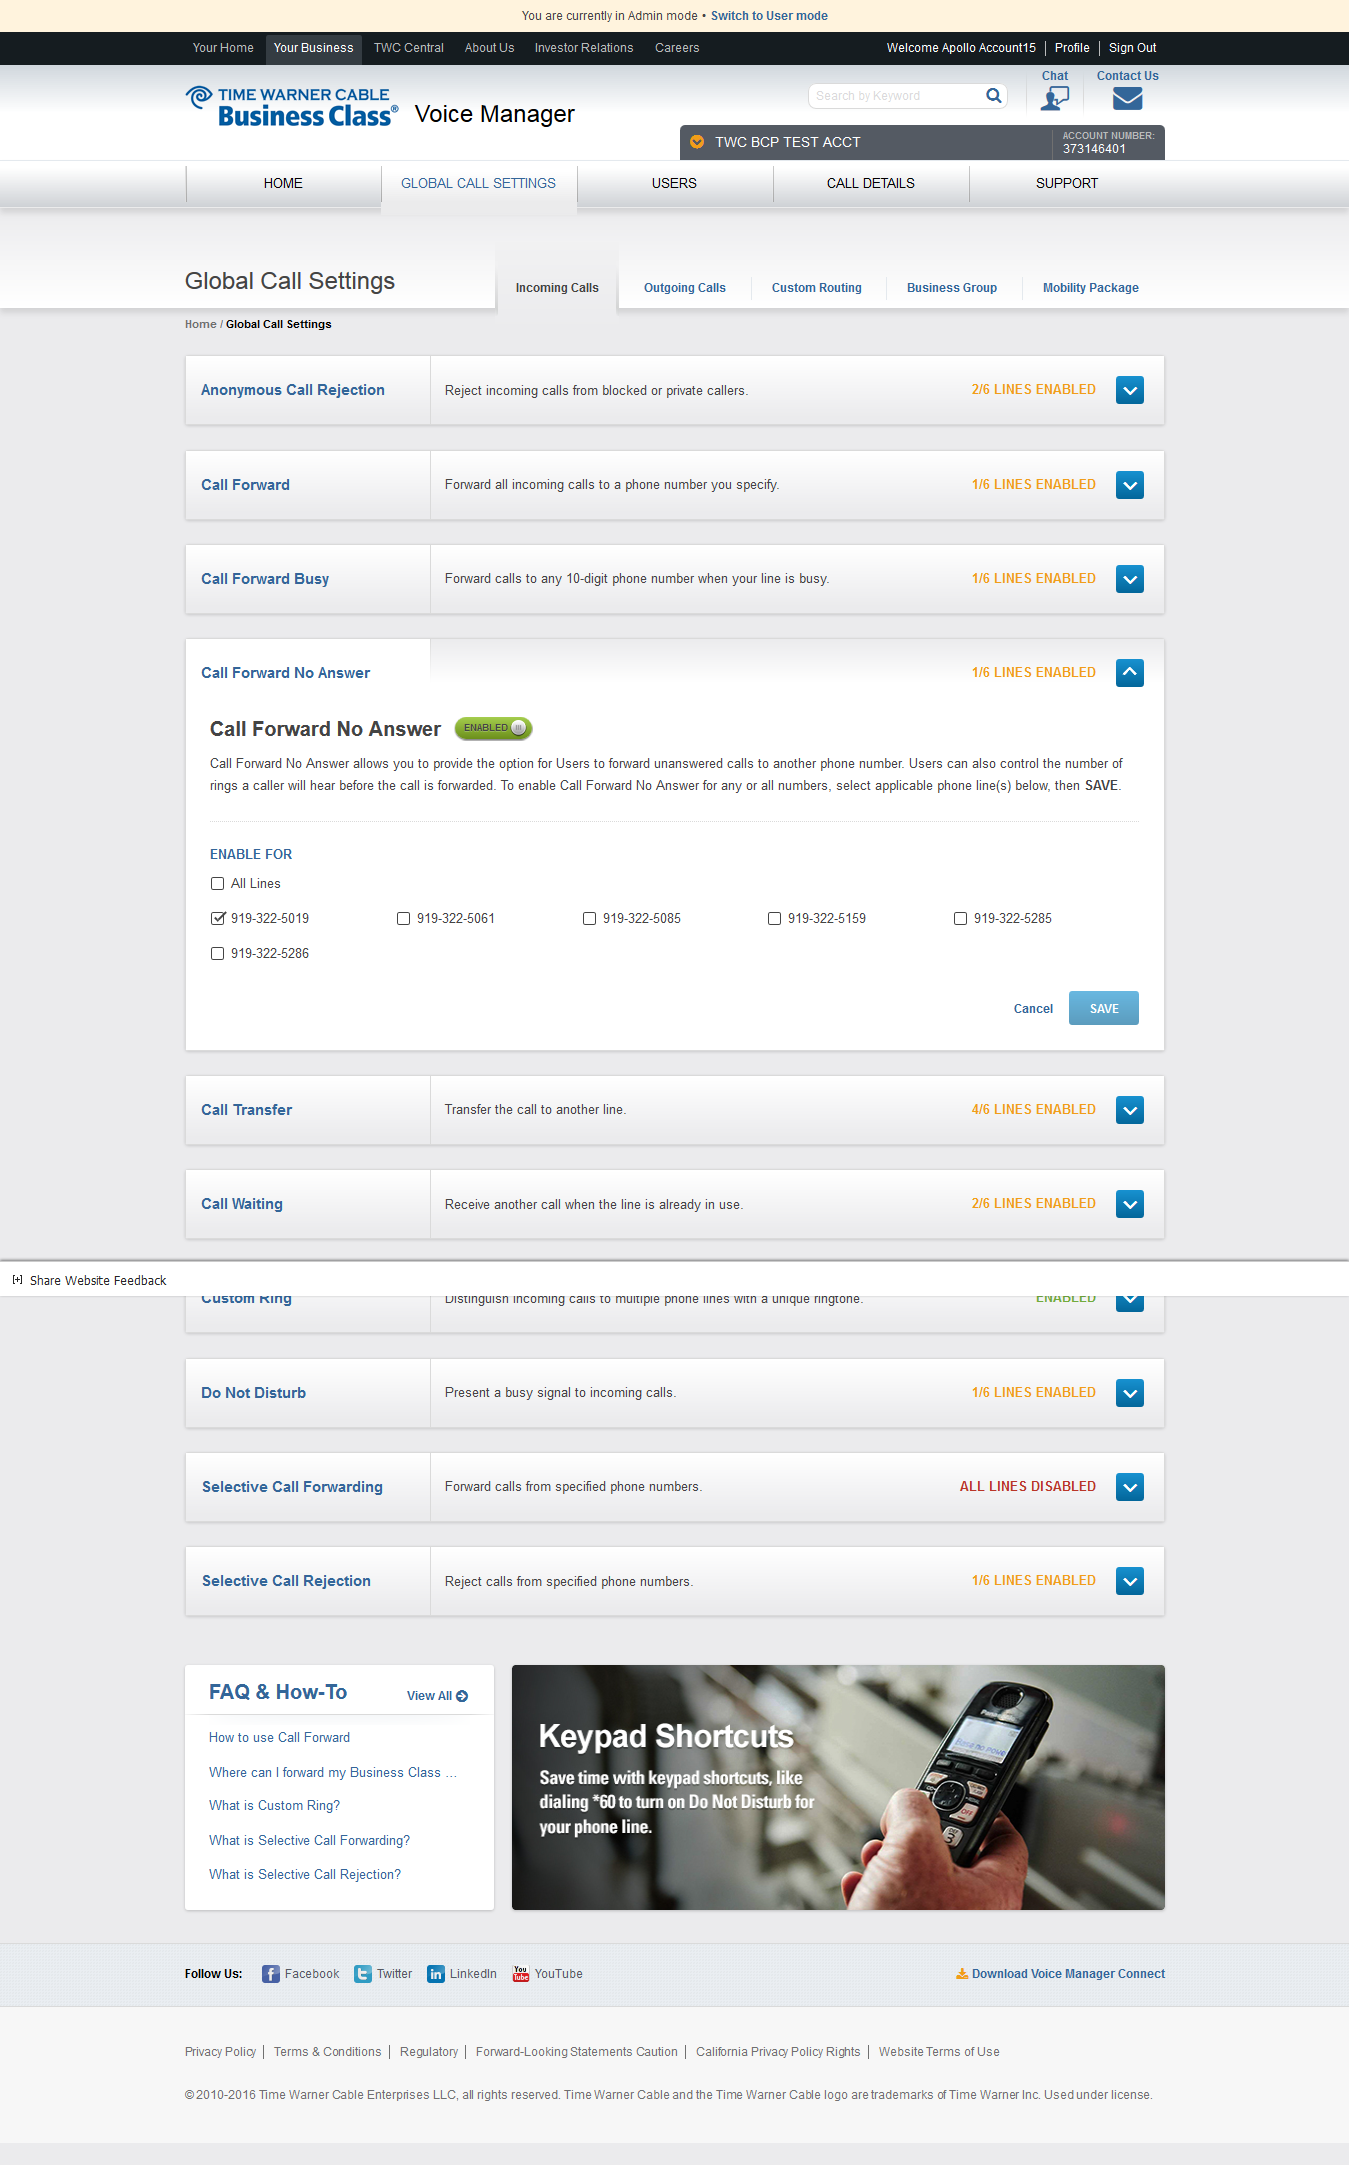 You are currently in Admin mode • Switch to User mode
Your Home Your Business TWC Central About Us Investor Relations Careers Welcome Apollo Account15 Profile Sign Out
Chat Contact Us
TIME WARNER CABLE
Business Class® Voice Manager
Search by Keyword
TWC BCP TEST ACCT
ACCOUNT NUMBER:
373146401
HOME GLOBAL CALL SETTINGS USERS CALL DETAILS SUPPORT
Global Call Settings
Incoming Calls Outgoing Calls Custom Routing Business Group Mobility Package
Home / Global Call Settings
Anonymous Call Rejection Reject incoming calls from blocked or private callers. 2/6 LINES ENABLED
Call Forward Forward all incoming calls to a phone number you specify. 1/6 LINES ENABLED
Call Forward Busy Forward calls to any 10-digit phone number when your line is busy. 1/6 LINES ENABLED
Call Forward No Answer 1/6 LINES ENABLED
Call Forward No Answer ENABLED
Call Forward No Answer allows you to provide the option for Users to forward unanswered calls to another phone number. Users can also control the number of
rings a caller will hear before the call is forwarded. To enable Call Forward No Answer for any or all numbers, select applicable phone line(s) below, then SAVE.
ENABLE FOR
All Lines
919-322-5019 919-322-5061 919-322-5085 919-322-5159 919-322-5285
919-322-5286
Cancel SAVE
Call Transfer Transfer the call to another line. 4/6 LINES ENABLED
Call Waiting Receive another call when the line is already in use. 2/6 LINES ENABLED
[+] Share Website Feedback
Custom Ring Distinguish incoming calls to multiple phone lines with a unique ringtone. ENABLED
Do Not Disturb Present a busy signal to incoming calls. 1/6 LINES ENABLED
Selective Call Forwarding Forward calls from specified phone numbers. ALL LINES DISABLED
Selective Call Rejection Reject calls from specified phone numbers. 1/6 LINES ENABLED
FAQ & How-To View All
How to use Call Forward
Where can I forward my Business Class ...
What is Custom Ring?
What is Selective Call Forwarding?
What is Selective Call Rejection?
Keypad Shortcuts
Save time with keypad shortcuts, like
dialing *60 to turn on Do Not Disturb for
your phone line.
Panasonic
OFF
DEF
3
Follow Us: Facebook Twitter LinkedIn YouTube Download Voice Manager Connect
Privacy Policy Terms & Conditions Regulatory Forward-Looking Statements Caution California Privacy Policy Rights Website Terms of Use
© 2010-2016 Time Warner Cable Enterprises LLC, all rights reserved. Time Warner Cable and the Time Warner Cable logo are trademarks of Time Warner Inc. Used under license.